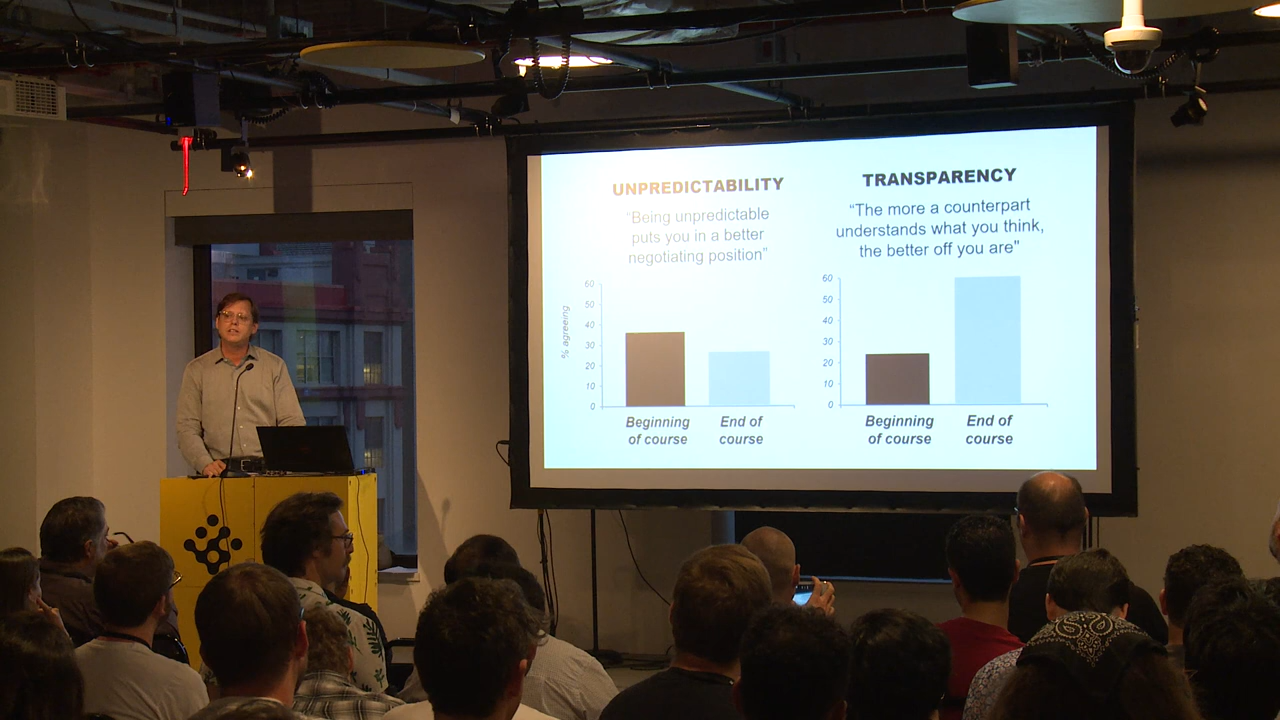 UNPREDICTABILITY
"Being unpredictable
puts you in a better
negotiating position"
% agreeing
60
50
40
30
20
10
0
Beginning
of course
End of
course
TRANSPARENCY
"The more a counterpart
understands what you think,
the better off you are"
60
50
40
30
20
10
0
Beginning
of course
End of
course